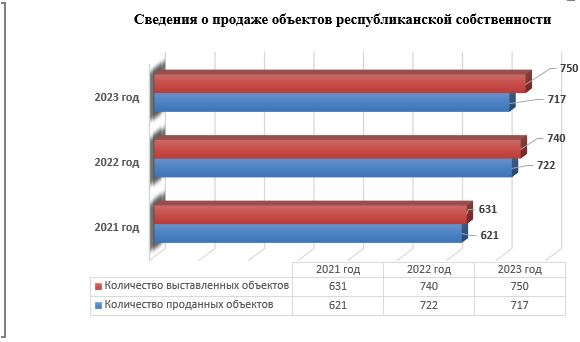 Сведения о продаже объектов республиканской собственности
750
2023 год
717
740
2022 год
722
631
2021 год
621
2021 год 2022 год 2023 год
Количество выставленных объектов 631 740 750
Количество проданных объектов 621 722 717